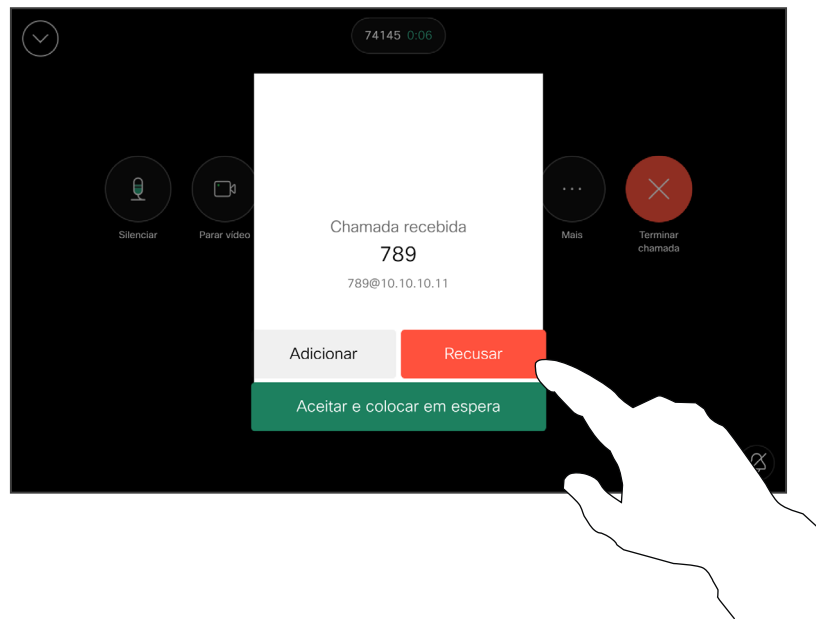 74145 0:06
Chamada recebida
789
789@10.10.10.11
Silenciar
Parar vídeo
Mais
Terminar
chamada
Adicionar
Recusar
Aceitar e colocar em espera